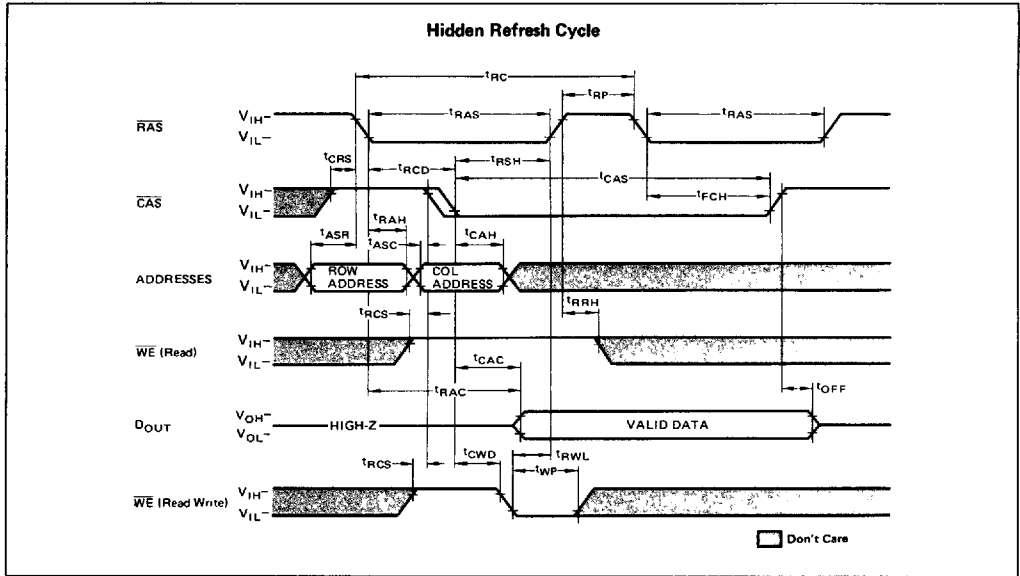 Hidden Refresh Cycle
tRC
tRP
RAS
VIH-
VIL-
tRAS
tRAS
tCRS
tRCD
tRSH
tCAS
CAS
VIH-
VIL-
tFCH
tASR
tRAH
tASC
tCAH
ADDRESSES
VIH-
VIL-
ROW
ADDRESS
COL
ADDRESS
tRCS
tRRH
WE (Read)
VIH-
VIL-
tCAC
tRAC
tOFF
DOUT
VOH-
VOL-
HIGH-Z
VALID DATA
tRCS
tCWD
tRWL
tWP
WE (Read Write)
VIH-
VIL-
Don't Care